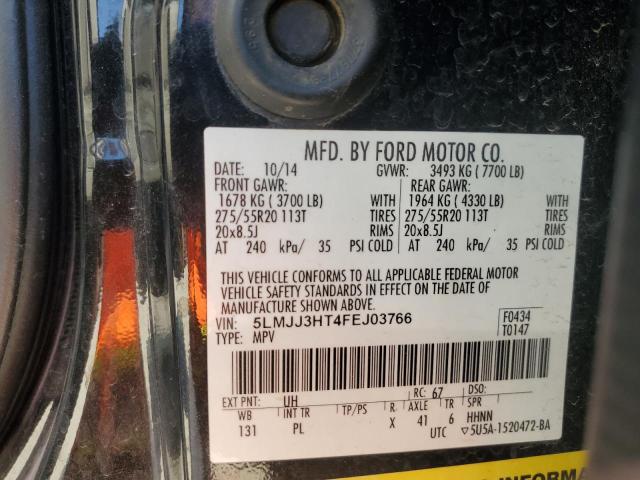 MFD. BY FORD MOTOR CO.
DATE: 10/14 GVWR: 3493 KG ( 7700 LB)
FRONT GAWR: REAR GAWR:
1678 KG ( 3700 LB) 1964 KG ( 4330 LB)
275/55R20 113T TIRES 275/55R20 113T TIRES
20x8.5J RIMS 20x8.5J RIMS
AT 240 kPa/ 35 PSI COLD AT 240 kPa/ 35 PSI COLD
THIS VEHICLE CONFORMS TO ALL APPLICABLE FEDERAL MOTOR
VEHICLE SAFETY STANDARDS IN EFFECT ON THE DATE OF
MANUFACTURE SHOWN ABOVE.
VIN: 5LMJJ3HT4FEJ03766 F0434
TYPE: MPV T0147
EXT PNT: UH RC: 67 DSO:
WB INT TR TP/PS R. AXLE TR SPR
131 PL X 41 6 HHNN
UTC ▽5U5A-1520472-BA
INFORMA